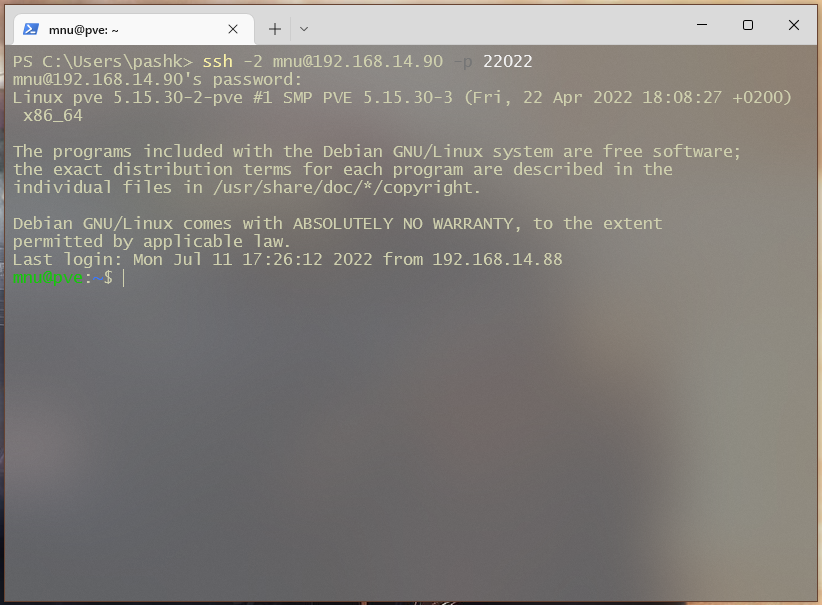 mnu@pve: ~
PS C:\Users\pashk> ssh -2 mnu@192.168.14.90 -p 22022
mnu@192.168.14.90's password:
Linux pve 5.15.30-2-pve #1 SMP PVE 5.15.30-3 (Fri, 22 Apr 2022 18:08:27 +0200)
x86_64
The programs included with the Debian GNU/Linux system are free software;
the exact distribution terms for each program are described in the
individual files in /usr/share/doc/*/copyright.
Debian GNU/Linux comes with ABSOLUTELY NO WARRANTY, to the extent
permitted by applicable law.
Last login: Mon Jul 11 17:26:12 2022 from 192.168.14.88
mnu@pve:~$